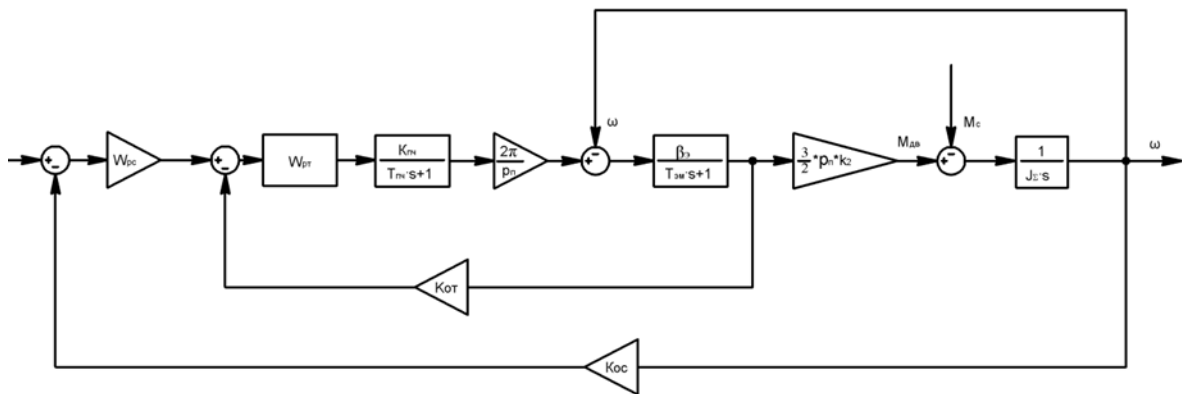 ω
Mс
+
−
Wрс
+
−
Wрт
Kпч
Tпч·s+1
2π
pп
+
−
βэ
Tэм·s+1
3
2
*pп*k₂
Mдв
+
−
1
JΣ·s
ω
Kот
Kос